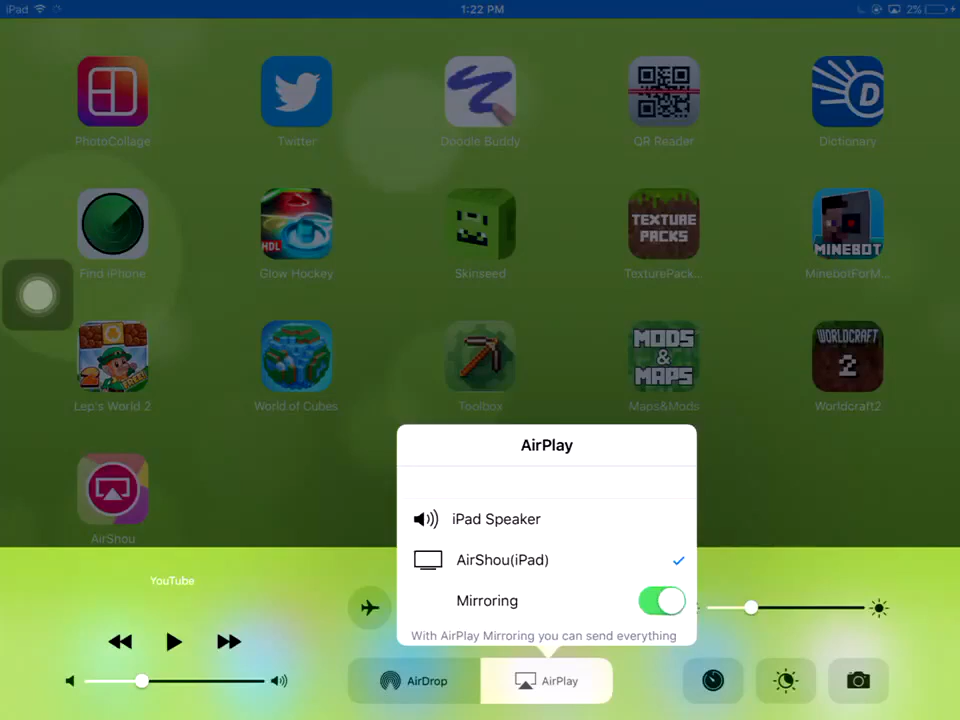 iPad 1:22 PM 2%
PhotoCollage Twitter Doodle Buddy QR Reader Dictionary
HDL TEXTURE PACKS MINEBOT
Find iPhone Glow Hockey Skinseed TexturePack... MinebotForM...
2 FREE! MODS & MAPS WORLDCRAFT 2
Lep's World 2 World of Cubes Toolbox Maps&Mods Worldcraft2
AirShou
AirPlay
iPad Speaker
AirShou(iPad)
Mirroring
With AirPlay Mirroring you can send everything
YouTube
AirDrop AirPlay